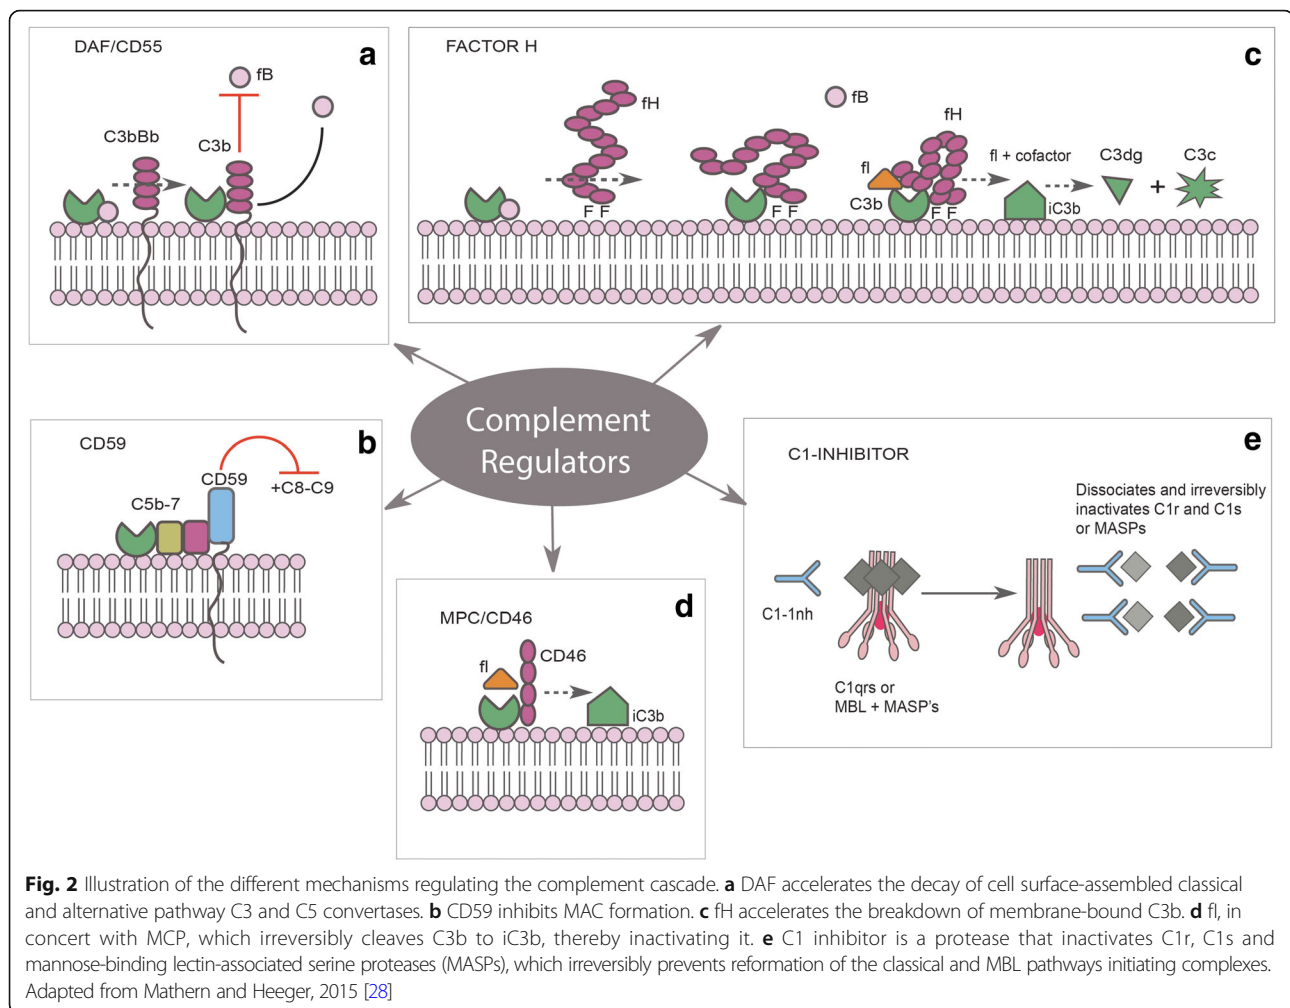 DAF/CD55
a
fB
C3bBb
C3b
FACTOR H
c
fH
fB
fH
fI + cofactor
C3dg
C3c
fI
C3b
+
iC3b
F F
F F
F F
Complement
Regulators
CD59
b
CD59
+C8-C9
C5b-7
MPC/CD46
d
CD46
fI
iC3b
C1-INHIBITOR
e
Dissociates and irreversibly
inactivates C1r and C1s
or MASPs
C1-1nh
C1qrs or
MBL + MASP's
Fig. 2 Illustration of the different mechanisms regulating the complement cascade. a DAF accelerates the decay of cell surface-assembled classical
and alternative pathway C3 and C5 convertases. b CD59 inhibits MAC formation. c fH accelerates the breakdown of membrane-bound C3b. d fI, in
concert with MCP, which irreversibly cleaves C3b to iC3b, thereby inactivating it. e C1 inhibitor is a protease that inactivates C1r, C1s and
mannose-binding lectin-associated serine proteases (MASPs), which irreversibly prevents reformation of the classical and MBL pathways initiating complexes.
Adapted from Mathern and Heeger, 2015 [28]